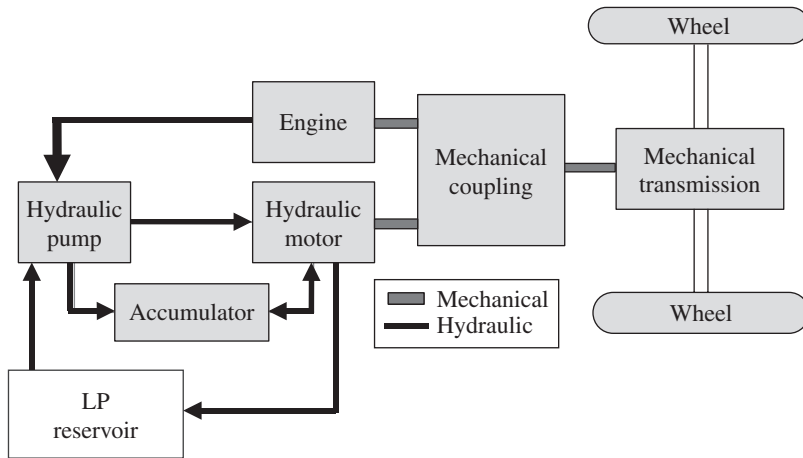 Wheel
Engine
Mechanical
coupling
Mechanical
transmission
Hydraulic
pump
Hydraulic
motor
Accumulator
Mechanical
Hydraulic
Wheel
LP
reservoir